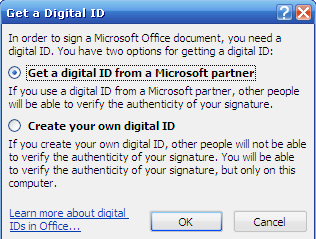 Get a Digital ID
In order to sign a Microsoft Office document, you need a
digital ID. You have two options for getting a digital ID:
Get a digital ID from a Microsoft partner
If you use a digital ID from a Microsoft partner, other people
will be able to verify the authenticity of your signature.
Create your own digital ID
If you create your own digital ID, other people will not be able
to verify the authenticity of your signature. You will be able
to verify the authenticity of your signature, but only on this
computer.
Learn more about digital
IDs in Office...
OK
Cancel